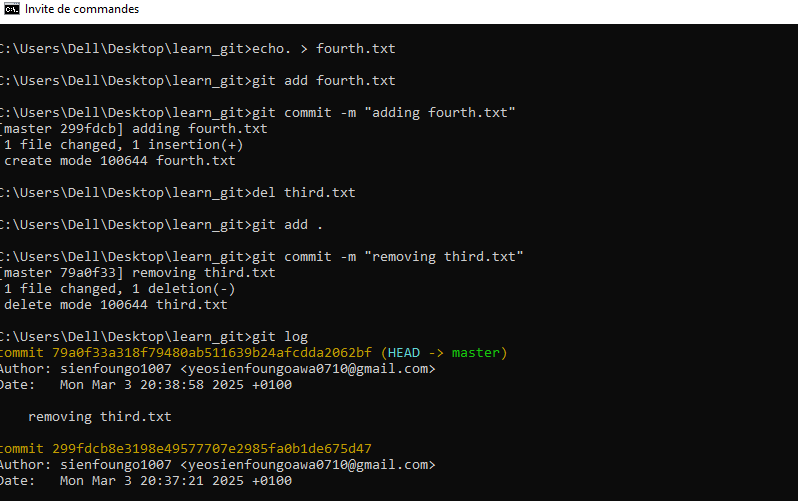 Invite de commandes
C:\Users\Dell\Desktop\learn_git>echo. > fourth.txt
C:\Users\Dell\Desktop\learn_git>git add fourth.txt
C:\Users\Dell\Desktop\learn_git>git commit -m "adding fourth.txt"
[master 299fdcb] adding fourth.txt
1 file changed, 1 insertion(+)
create mode 100644 fourth.txt
C:\Users\Dell\Desktop\learn_git>del third.txt
C:\Users\Dell\Desktop\learn_git>git add .
C:\Users\Dell\Desktop\learn_git>git commit -m "removing third.txt"
[master 79a0f33] removing third.txt
1 file changed, 1 deletion(-)
delete mode 100644 third.txt
C:\Users\Dell\Desktop\learn_git>git log
commit 79a0f33a318f79480ab511639b24afcdda2062bf (HEAD -> master)
Author: sienfoungo1007 <yeosienfoungoawa0710@gmail.com>
Date:   Mon Mar 3 20:38:58 2025 +0100
removing third.txt
commit 299fdcb8e3198e49577707e2985fa0b1de675d47
Author: sienfoungo1007 <yeosienfoungoawa0710@gmail.com>
Date:   Mon Mar 3 20:37:21 2025 +0100